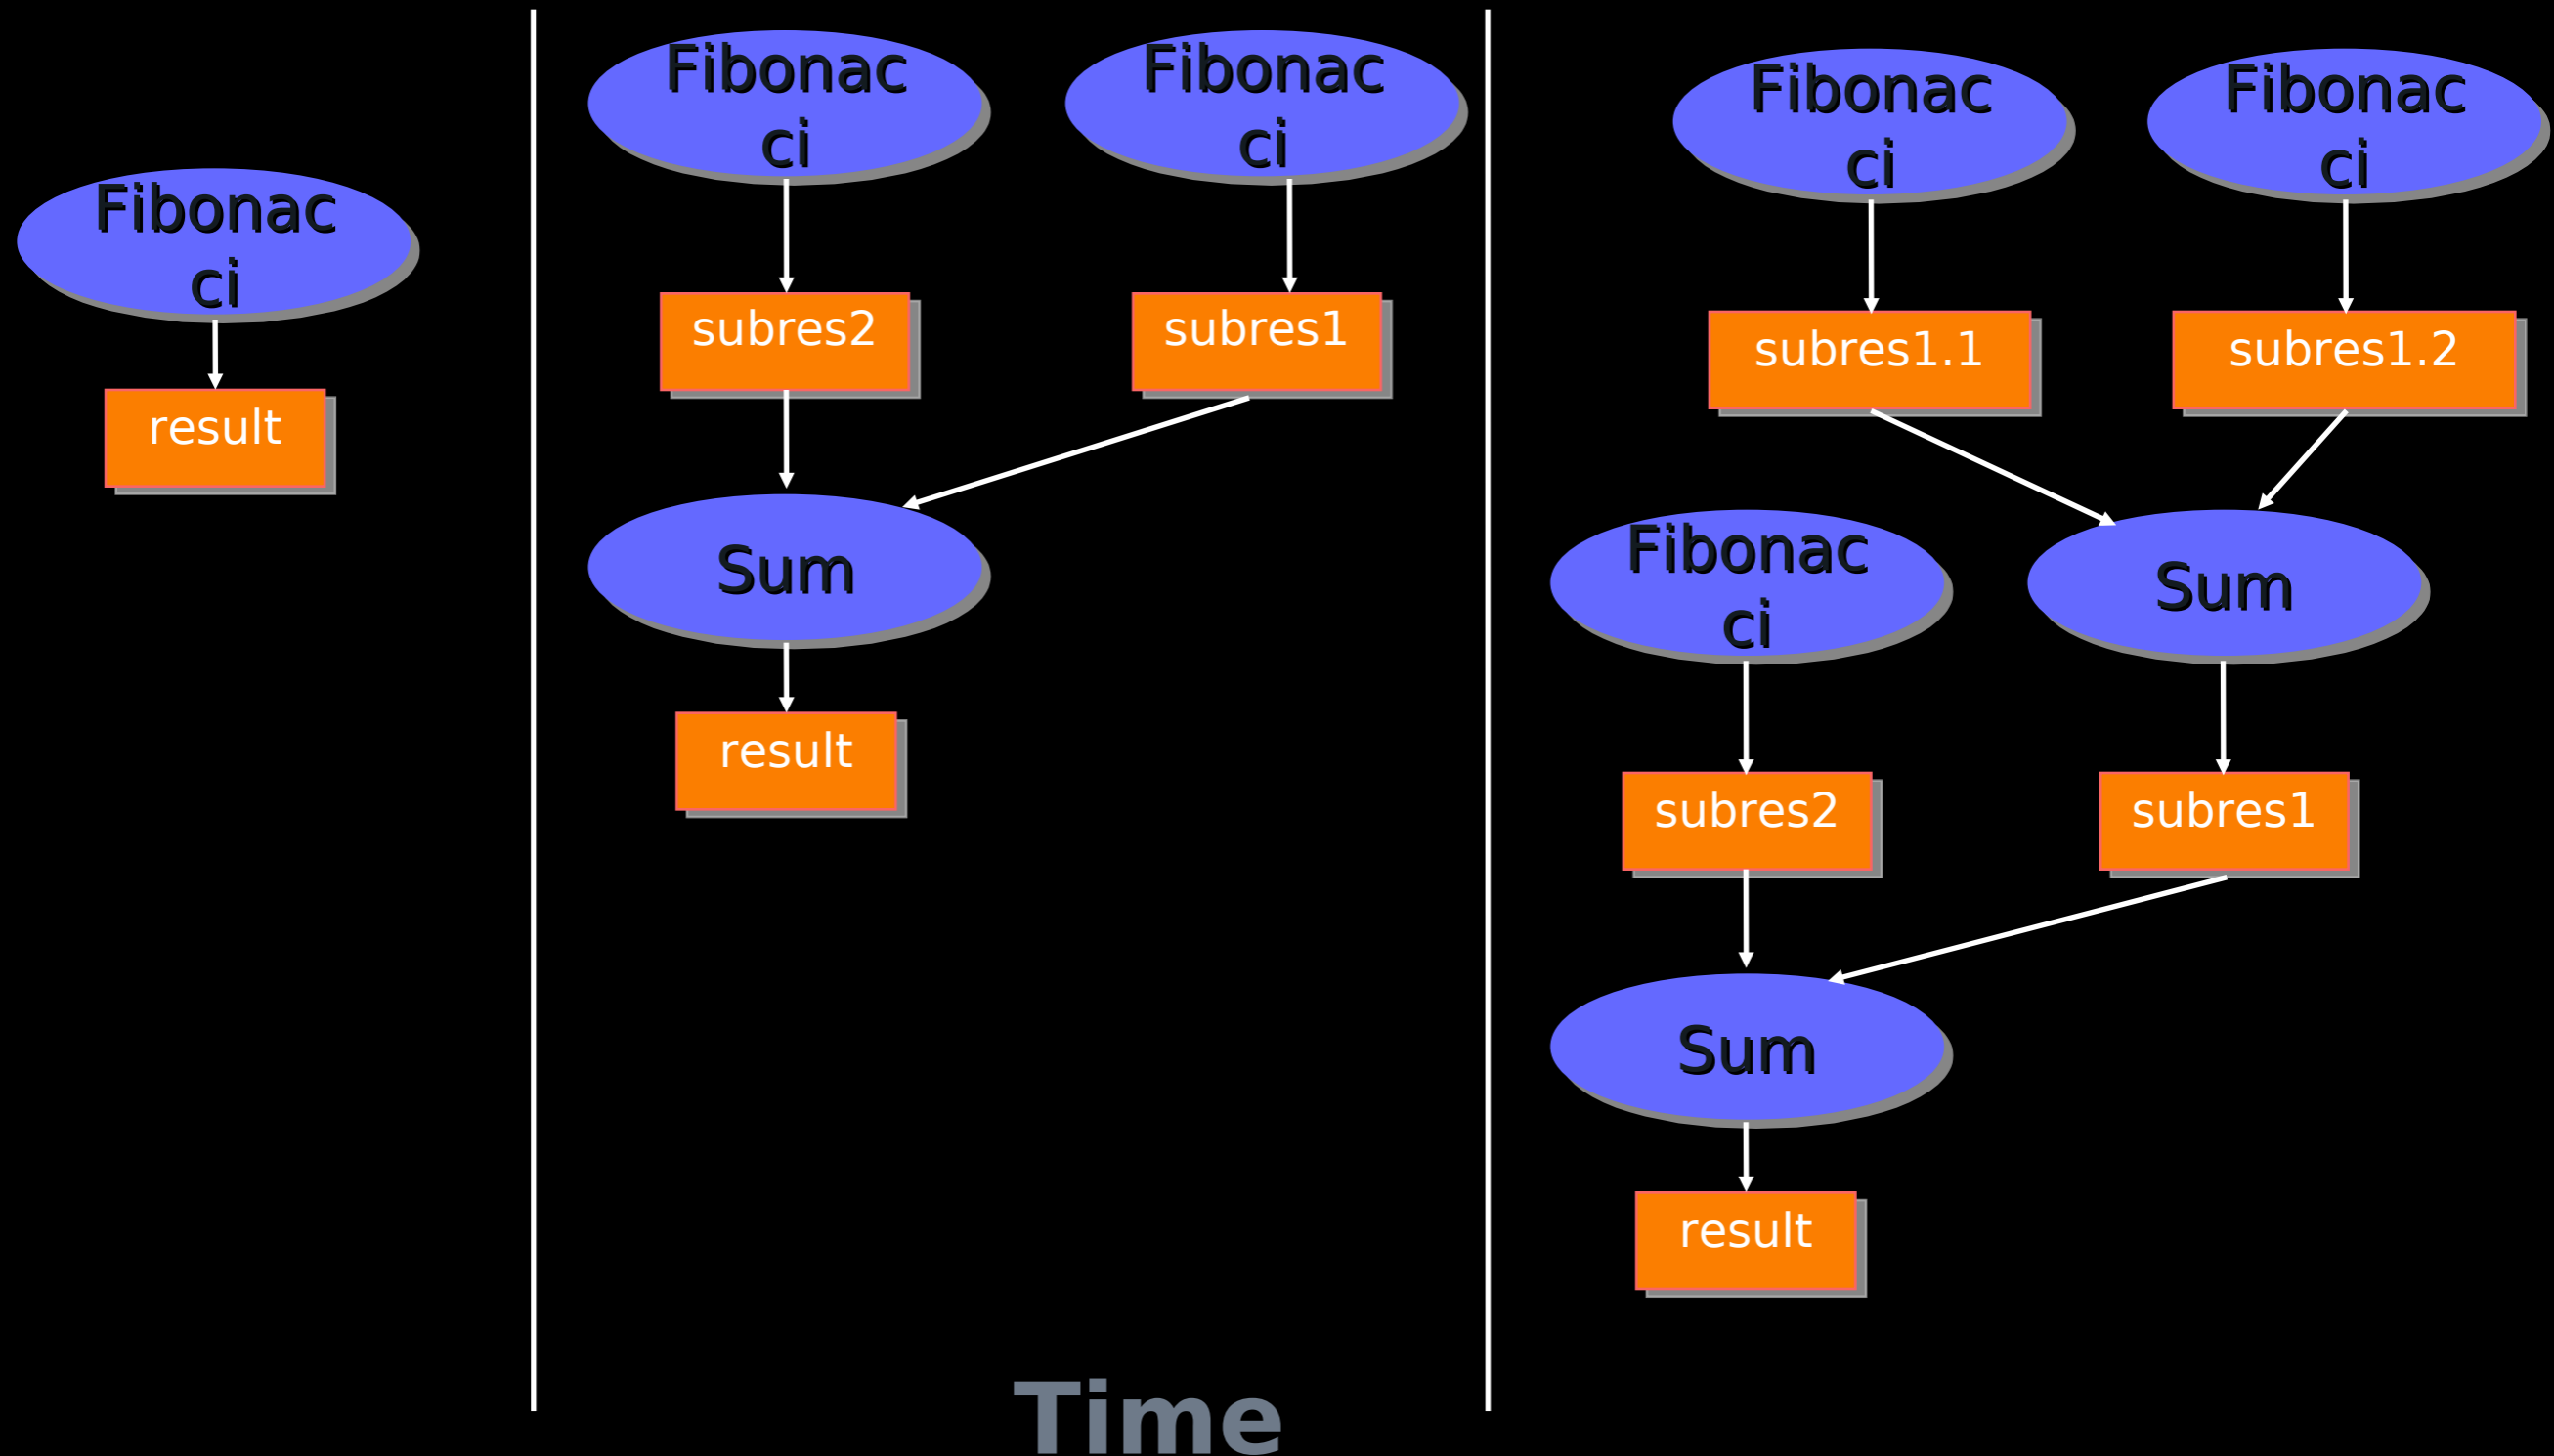 Fibonac
ci
result
Fibonac
ci
Fibonac
ci
subres2
subres1
Sum
result
Fibonac
ci
Fibonac
ci
subres1.1
subres1.2
Fibonac
ci
Sum
subres2
subres1
Sum
result
Time